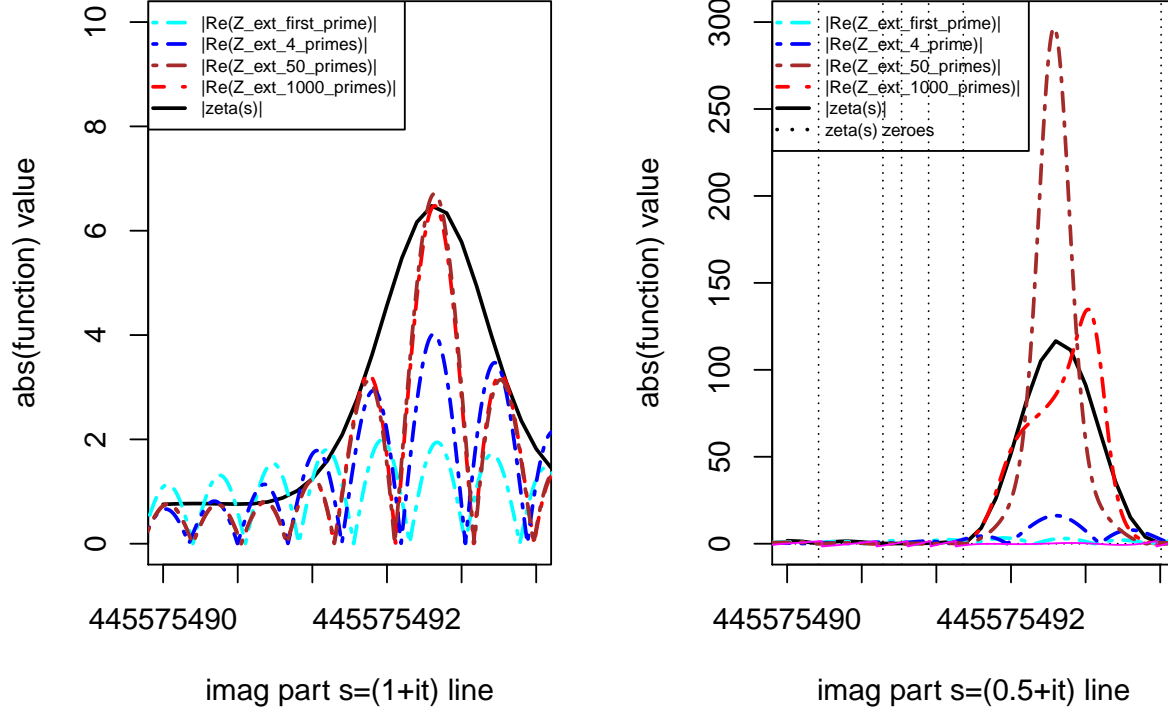 10
8
6
4
2
0
abs(function) value
|Re(Z_ext_first_prime)|
|Re(Z_ext_4_primes)|
|Re(Z_ext_50_primes)|
|Re(Z_ext_1000_primes)|
|zeta(s)|
445575490
445575492
imag part s=(1+it) line
300
250
200
150
100
50
0
abs(function) value
|Re(Z_ext_first_prime)|
|Re(Z_ext_4_prime)|
|Re(Z_ext_50_primes)|
|Re(Z_ext_1000_primes)|
|zeta(s)|
zeta(s) zeroes
445575490
445575492
imag part s=(0.5+it) line